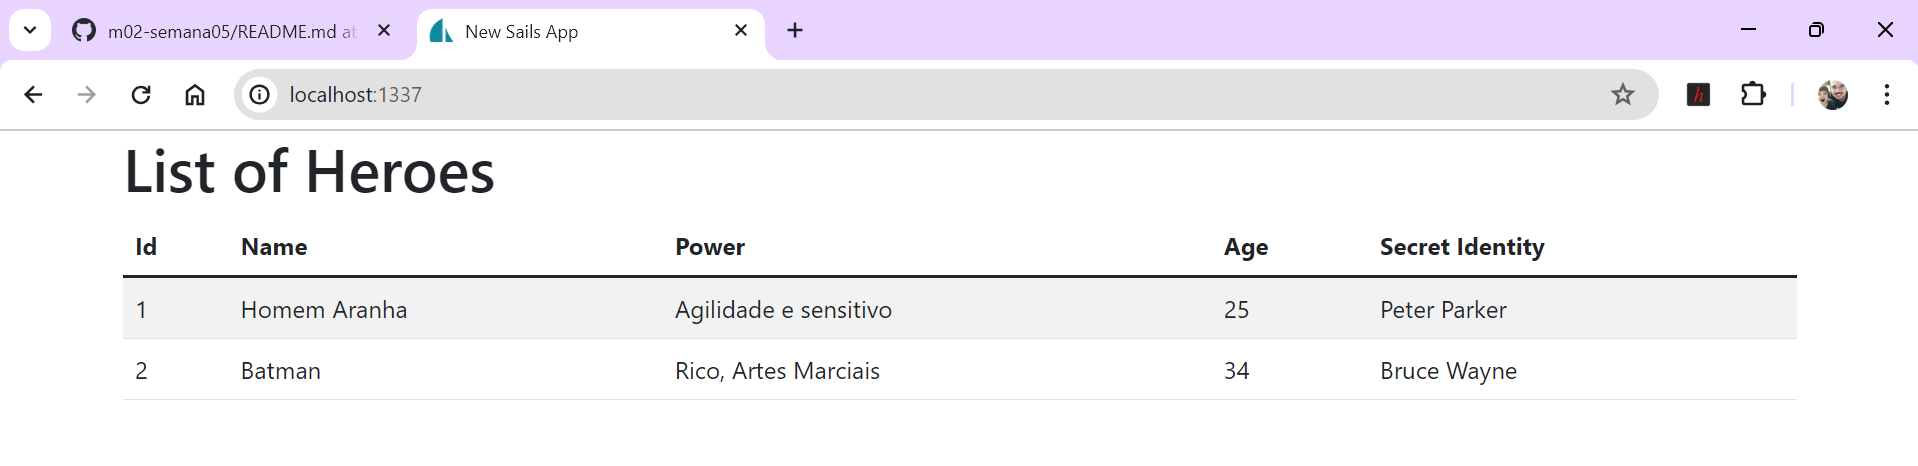 m02-semana05/README.md at
New Sails App
localhost:1337
h
List of Heroes
Id Name Power Age Secret Identity
1 Homem Aranha Agilidade e sensitivo 25 Peter Parker
2 Batman Rico, Artes Marciais 34 Bruce Wayne